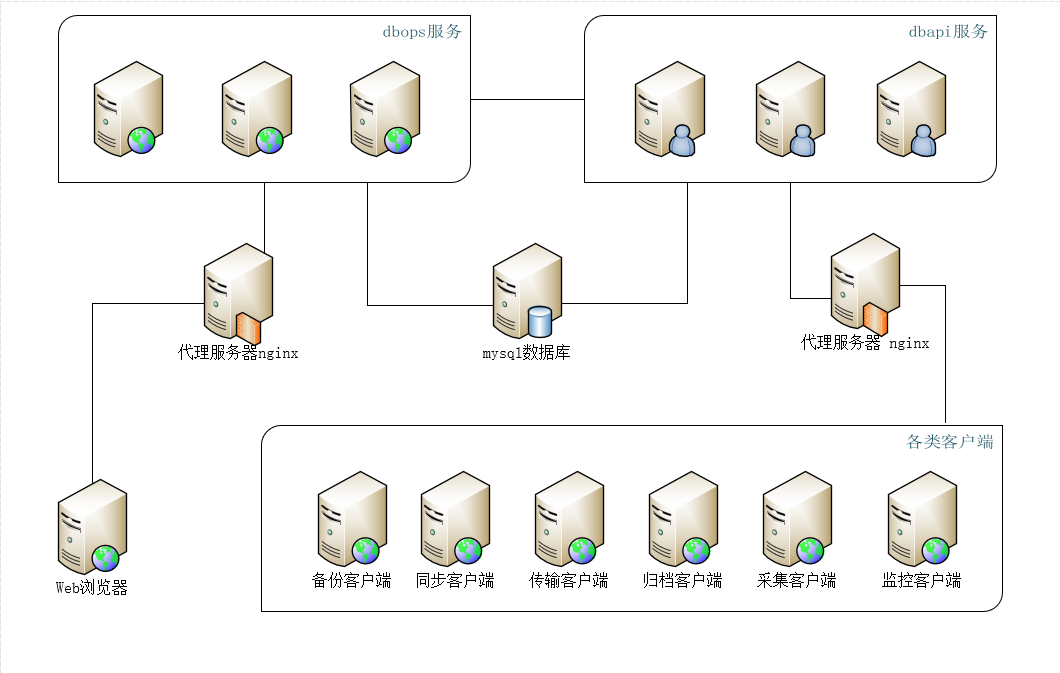 dbops服务
dbapi服务
代理服务器nginx
mysql数据库
代理服务器 nginx
各类客户端
Web浏览器
备份客户端
同步客户端
传输客户端
归档客户端
采集客户端
监控客户端